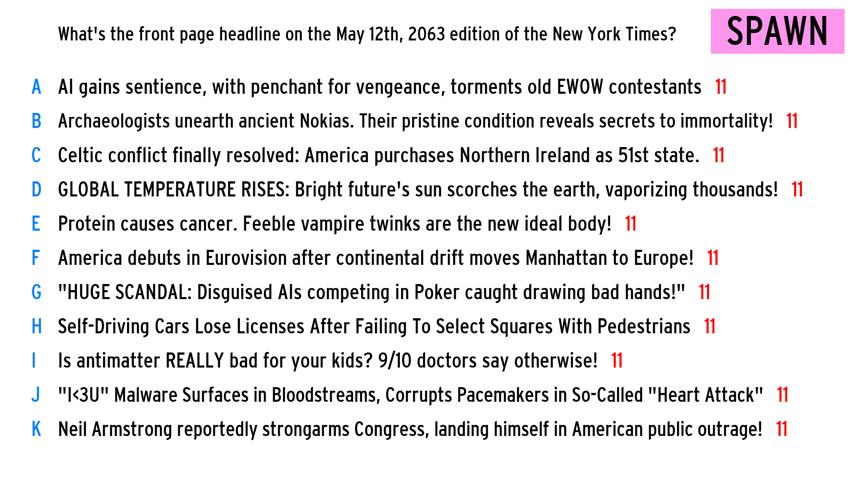 What's the front page headline on the May 12th, 2063 edition of the New York Times?
SPAWN
A AI gains sentience, with penchant for vengeance, torments old EWOW contestants 11
B Archaeologists unearth ancient Nokias. Their pristine condition reveals secrets to immortality! 11
C Celtic conflict finally resolved: America purchases Northern Ireland as 51st state. 11
D GLOBAL TEMPERATURE RISES: Bright future's sun scorches the earth, vaporizing thousands! 11
E Protein causes cancer. Feeble vampire twinks are the new ideal body! 11
F America debuts in Eurovision after continental drift moves Manhattan to Europe! 11
G "HUGE SCANDAL: Disguised AIs competing in Poker caught drawing bad hands!" 11
H Self-Driving Cars Lose Licenses After Failing To Select Squares With Pedestrians 11
I Is antimatter REALLY bad for your kids? 9/10 doctors say otherwise! 11
J "I<3U" Malware Surfaces in Bloodstreams, Corrupts Pacemakers in So-Called "Heart Attack" 11
K Neil Armstrong reportedly strongarms Congress, landing himself in American public outrage! 11